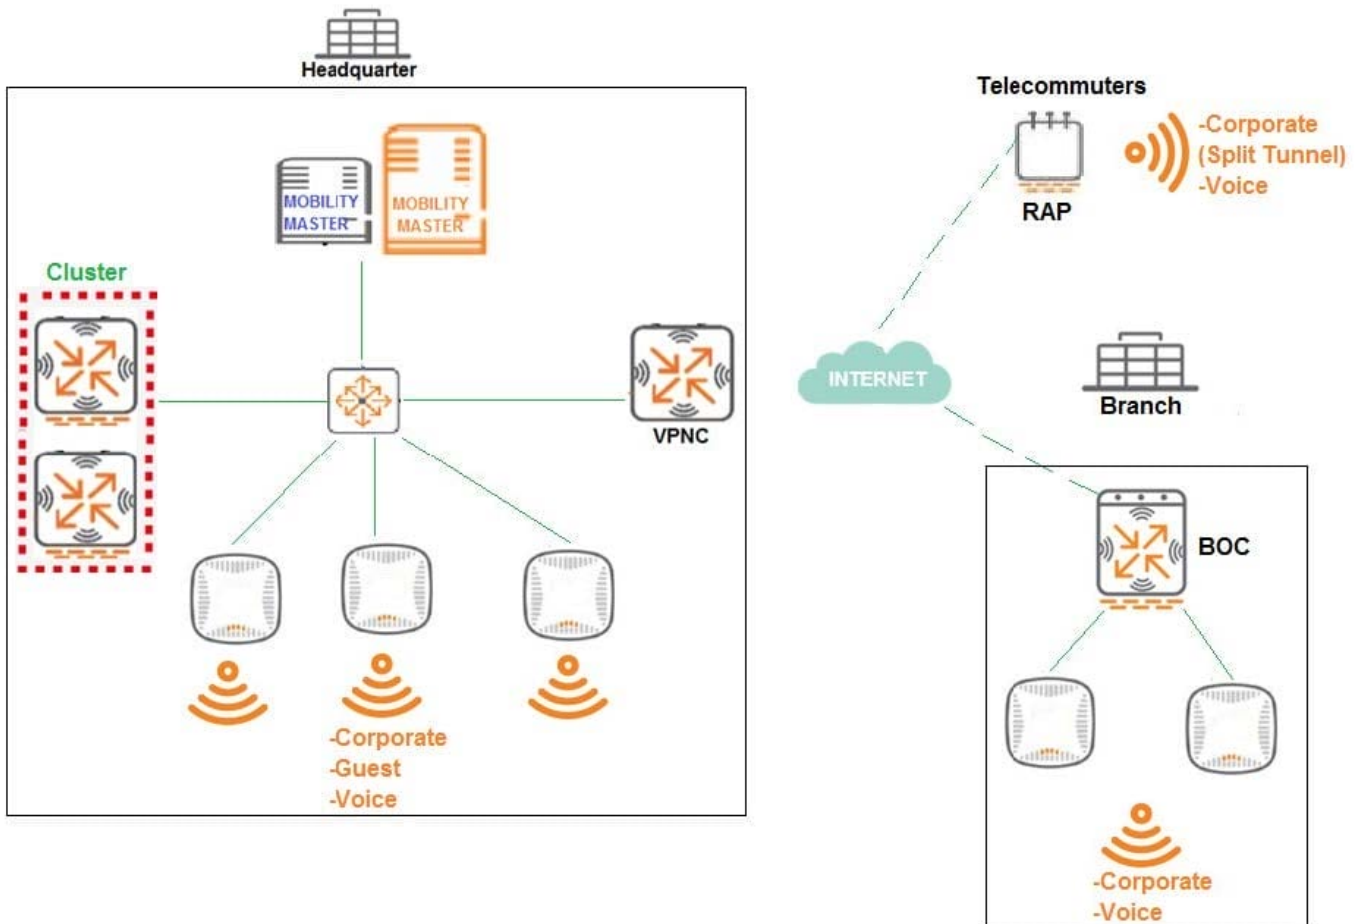 Headquarter
MOBILITY
MASTER
MOBILITY
MASTER
Cluster
VPNC
-Corporate
-Guest
-Voice
Telecommuters
RAP
-Corporate
(Split Tunnel)
-Voice
INTERNET
Branch
BOC
-Corporate
-Voice